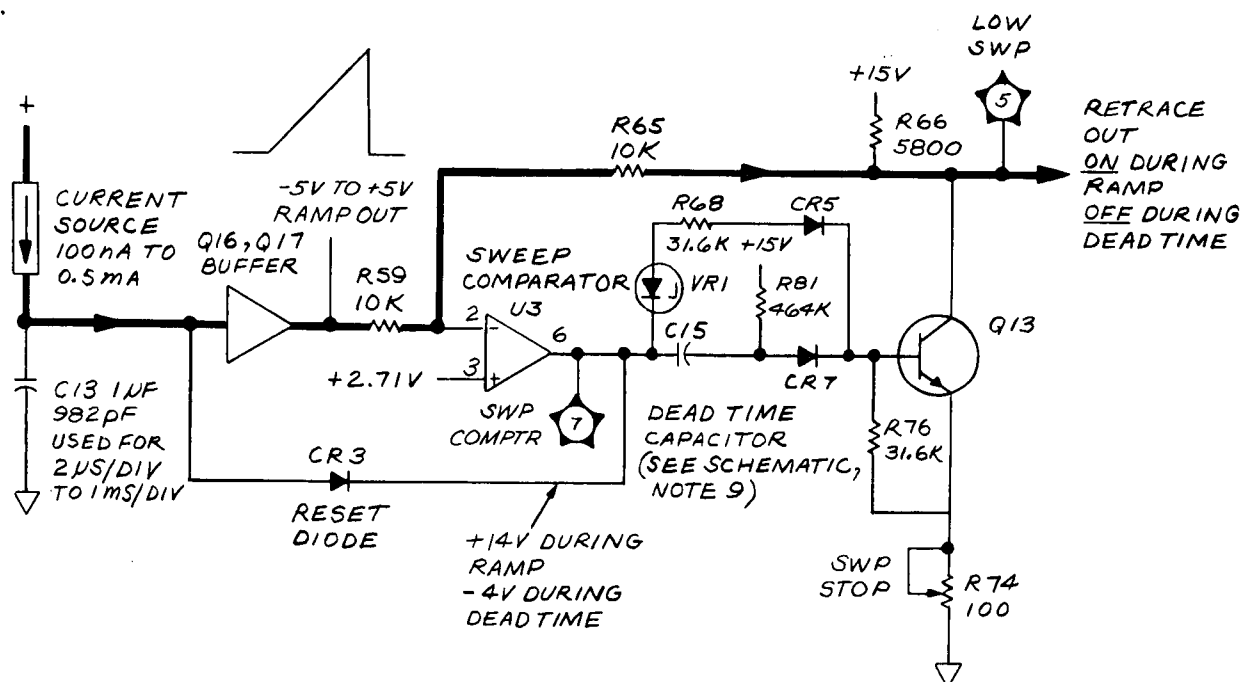 LOW
SWP
5
+15V
R66
5800
RETRACE
OUT
ON DURING
RAMP
OFF DURING
DEAD TIME
+
CURRENT
SOURCE
100nA TO
0.5mA
-5V TO +5V
RAMP OUT
Q16, Q17
BUFFER
R59
10K
R65
10K
SWEEP
COMPARATOR
U3
2
-
3
+
6
+2.71V
R68
31.6K
CR5
VR1
+15V
R81
464K
C15
CR7
Q13
C13 1µF
982pF
USED FOR
2µS/DIV
TO 1mS/DIV
SWP
COMPTR
7
DEAD TIME
CAPACITOR
(SEE SCHEMATIC,
NOTE 9)
R76
31.6K
CR3
RESET
DIODE
+14V DURING
RAMP
-4V DURING
DEADTIME
SWP
STOP
R74
100